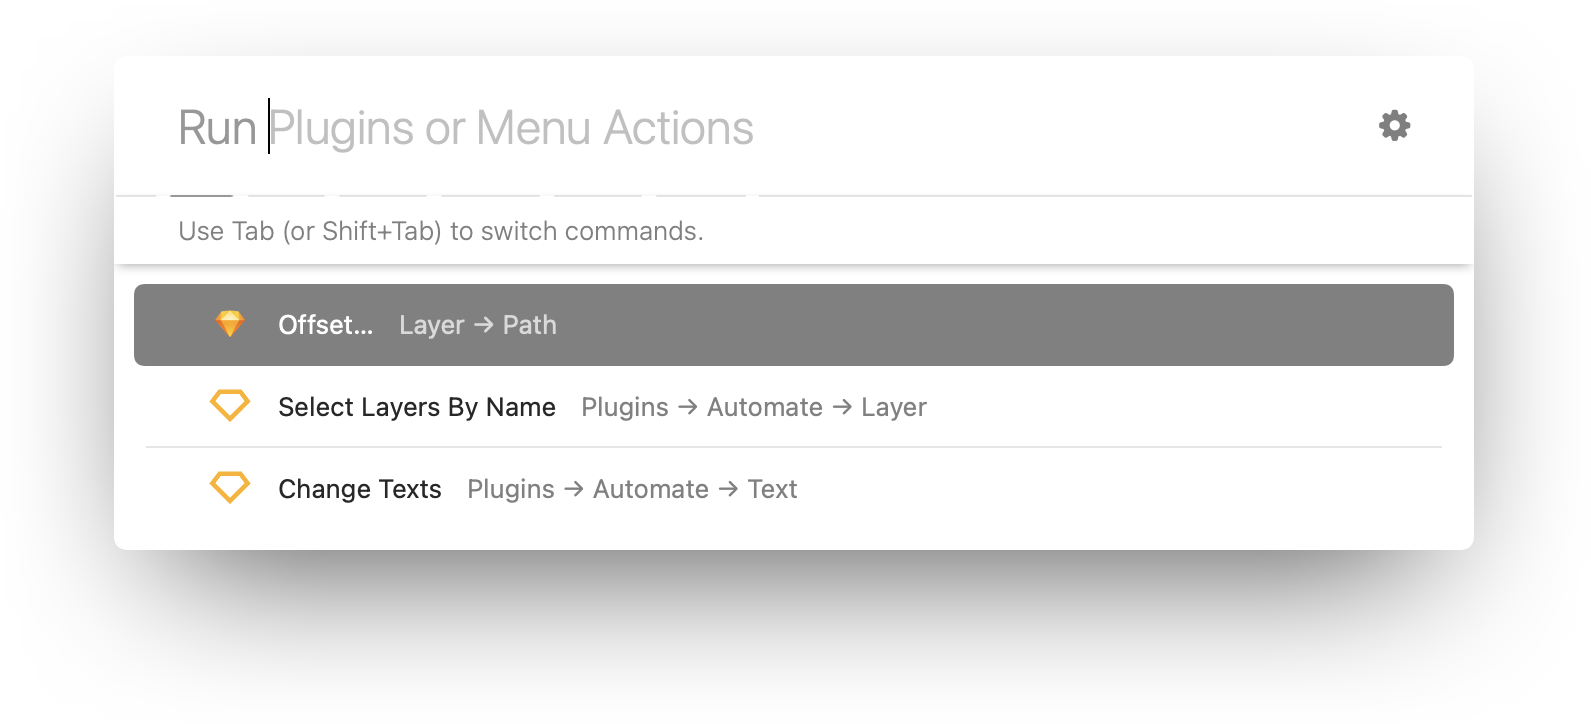 Run Plugins or Menu Actions
Use Tab (or Shift+Tab) to switch commands.
Offset... Layer → Path
Select Layers By Name Plugins → Automate → Layer
Change Texts Plugins → Automate → Text